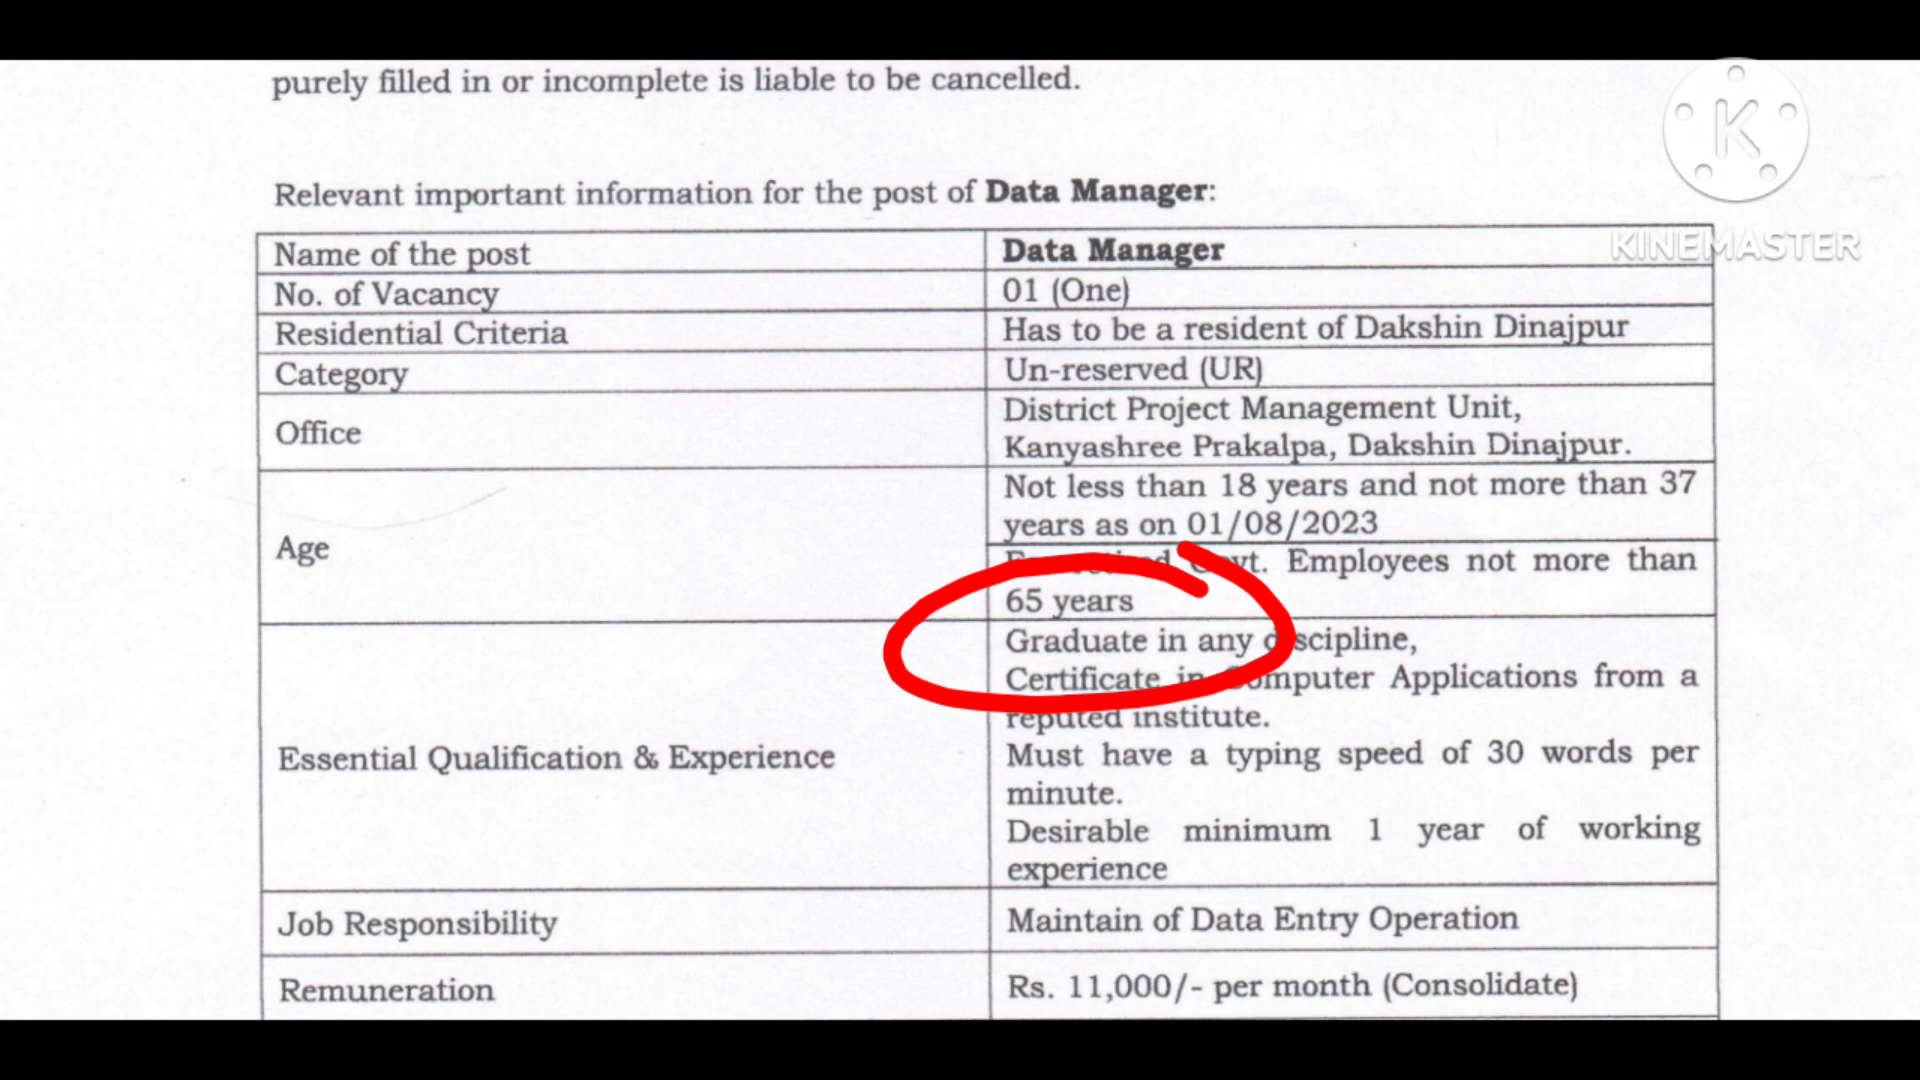 purely filled in or incomplete is liable to be cancelled.
K
KINEMASTER
Relevant important information for the post of Data Manager:
Name of the post Data Manager
No. of Vacancy 01 (One)
Residential Criteria Has to be a resident of Dakshin Dinajpur
Category Un-reserved (UR)
Office District Project Management Unit,
Kanyashree Prakalpa, Dakshin Dinajpur.
Age Not less than 18 years and not more than 37
years as on 01/08/2023
Govt. Employees not more than
65 years
Essential Qualification & Experience Graduate in any discipline,
Certificate in Computer Applications from a
reputed institute.
Must have a typing speed of 30 words per
minute.
Desirable minimum 1 year of working
experience
Job Responsibility Maintain of Data Entry Operation
Remuneration Rs. 11,000/- per month (Consolidate)